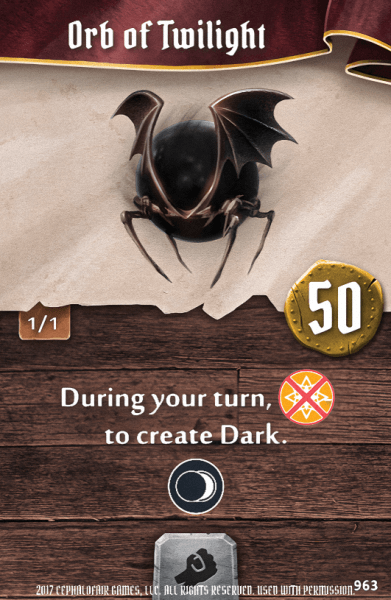 Orb of Twilight
1/1
50
During your turn,
to create Dark.
2017 CEPHALOFAIR GAMES, LLC. ALL RIGHTS RESERVED. USED WITH PERMISSION
963